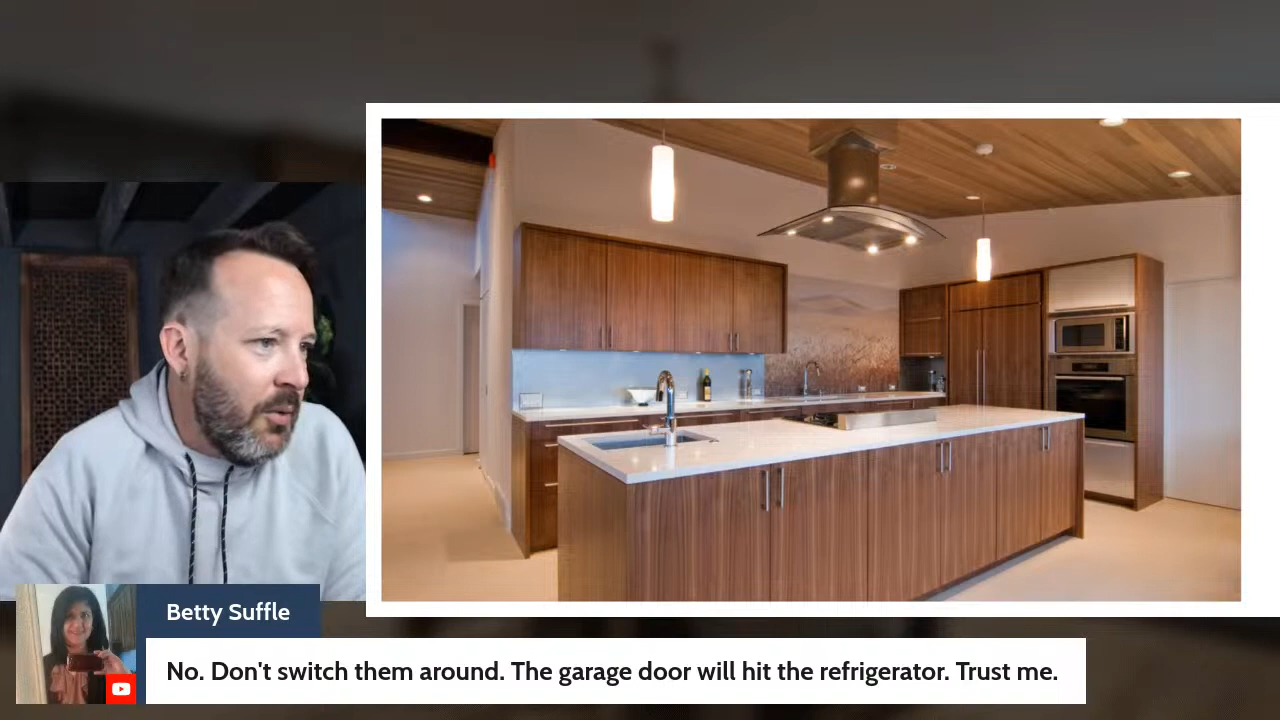 Betty Suffle
No. Don't switch them around. The garage door will hit the refrigerator. Trust me.